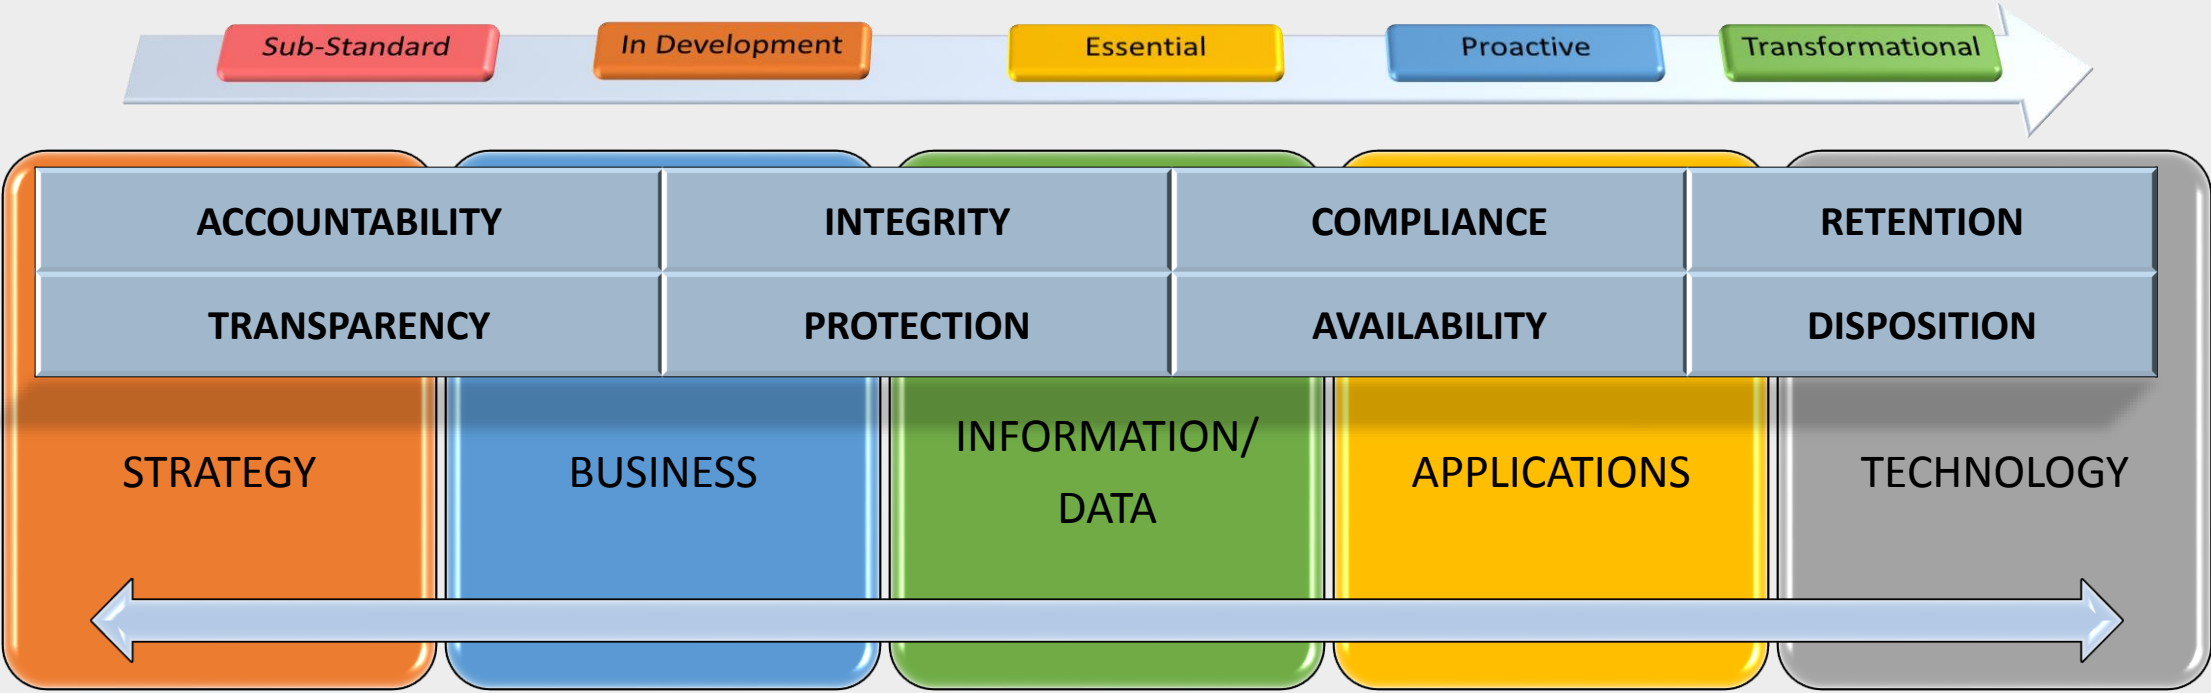 Sub-Standard
In Development
Essential
Proactive
Transformational
ACCOUNTABILITY
INTEGRITY
COMPLIANCE
RETENTION
TRANSPARENCY
PROTECTION
AVAILABILITY
DISPOSITION
STRATEGY
BUSINESS
INFORMATION/
DATA
APPLICATIONS
TECHNOLOGY